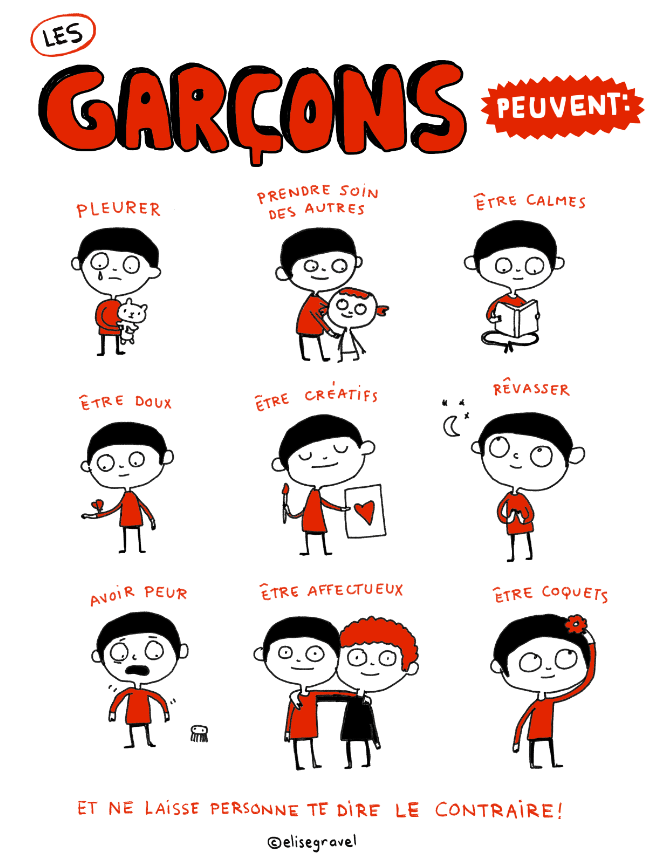 LES
GARÇONS
PEUVENT:
PLEURER
PRENDRE SOIN
DES AUTRES
ÊTRE CALMES
ÊTRE DOUX
ÊTRE CRÉATIFS
RÊVASSER
AVOIR PEUR
ÊTRE AFFECTUEUX
ÊTRE COQUETS
ET NE LAISSE PERSONNE TE DIRE LE CONTRAIRE!
©elisegravel